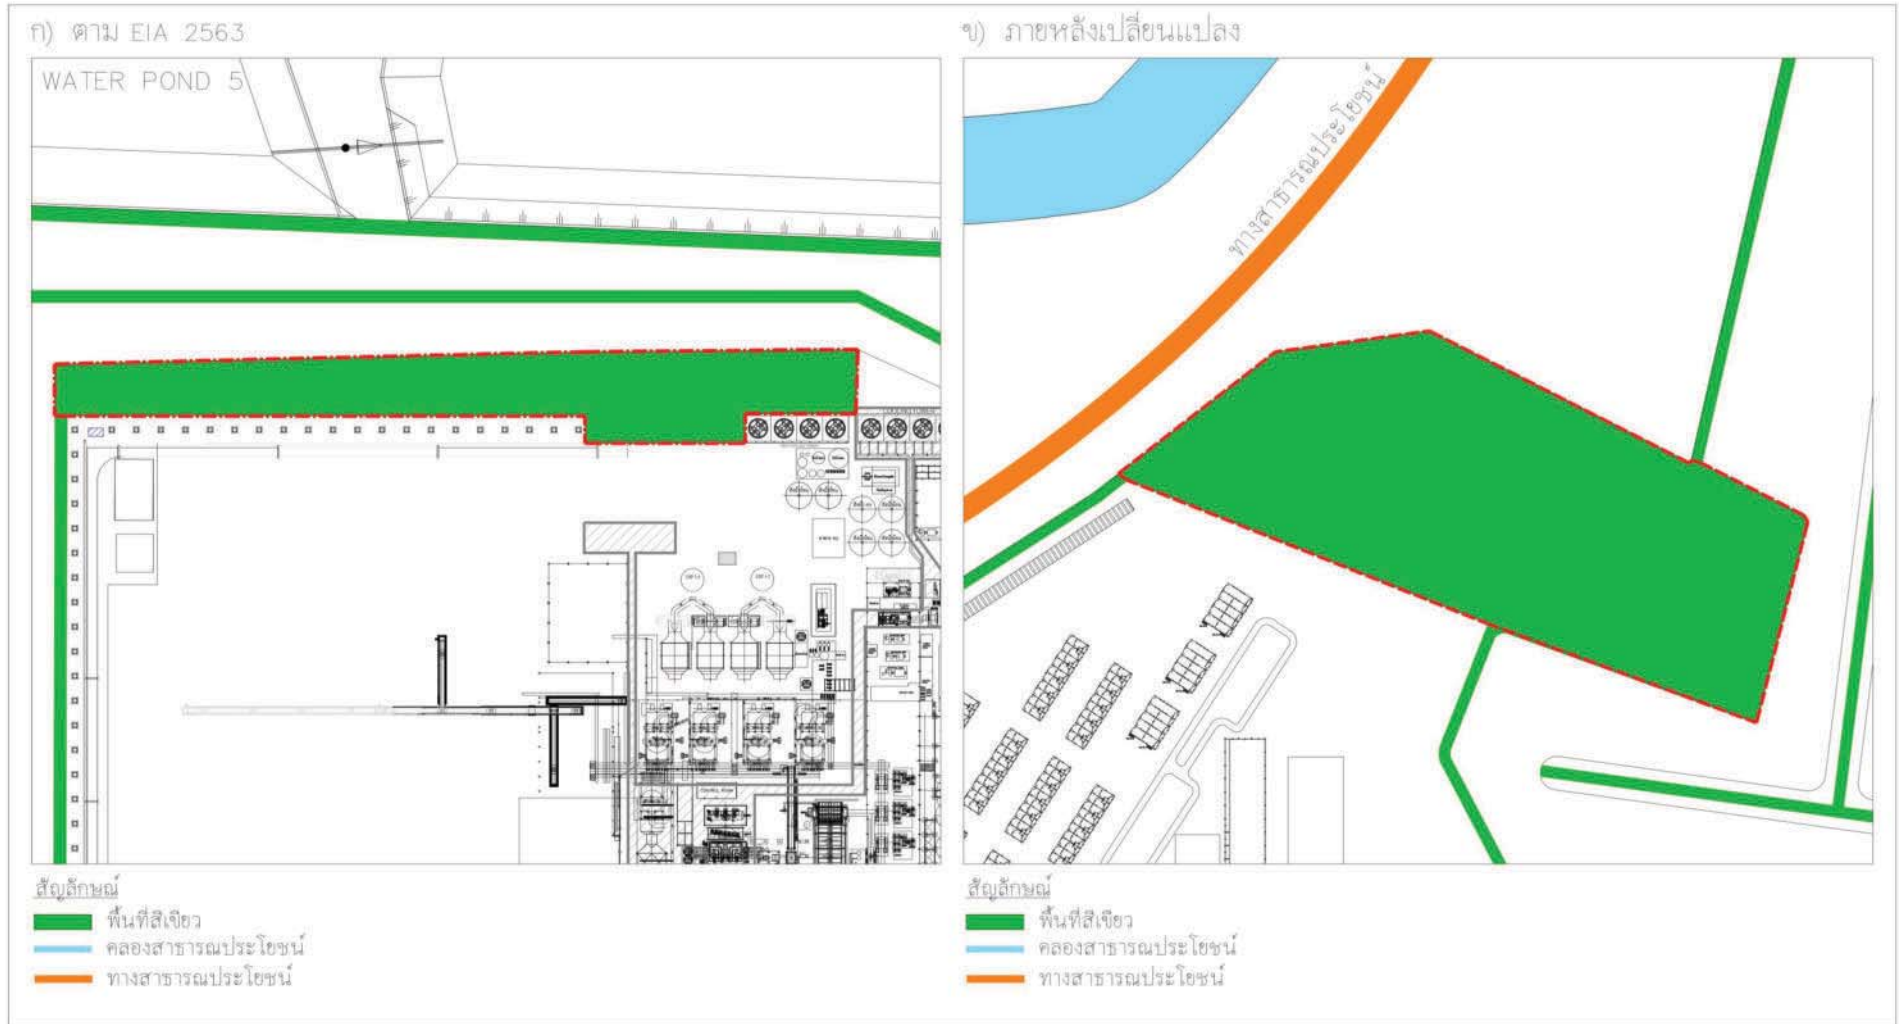 ก) ตาม EIA 2563
WATER POND 5
สัญลักษณ์
พื้นที่สีเขียว
คลองสาธารณประโยชน์
ทางสาธารณประโยชน์
ข) ภายหลังเปลี่ยนแปลง
ทางสาธารณประโยชน์
สัญลักษณ์
พื้นที่สีเขียว
คลองสาธารณประโยชน์
ทางสาธารณประโยชน์